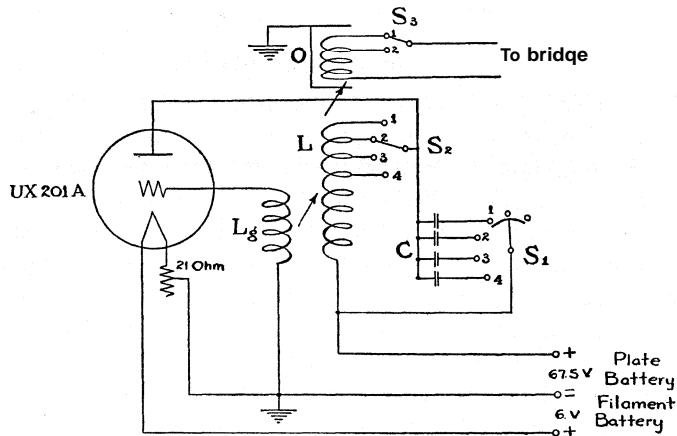 S3
1
2
O
To bridge
1
L
2
S2
3
4
UX 201A
Lg
1
2
C
3
S1
4
21 Ohm
+
Plate
67.5 V
Battery
=
Filament
6. V
Battery
+